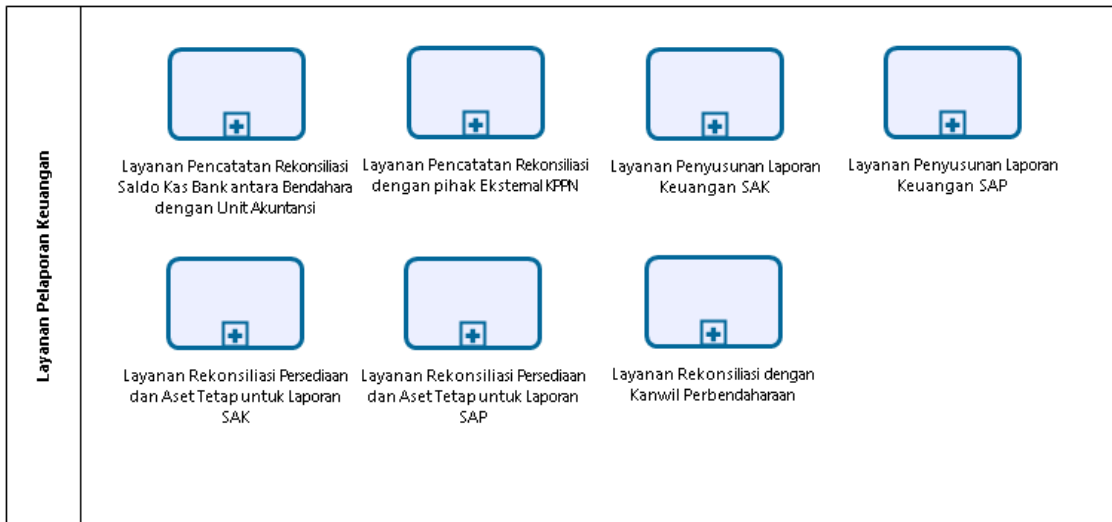 Layanan Pelaporan Keuangan
Layanan Pencatatan Rekonsiliasi
Saldo Kas Bank antara Bendahara
dengan Unit Akuntansi
Layanan Pencatatan Rekonsiliasi
dengan pihak Eksternal KPPN
Layanan Penyusunan Laporan
Keuangan SAK
Layanan Penyusunan Laporan
Keuangan SAP
Layanan Rekonsiliasi Persediaan
dan Aset Tetap untuk Laporan
SAK
Layanan Rekonsiliasi Persediaan
dan Aset Tetap untuk Laporan
SAP
Layanan Rekonsiliasi dengan
Kanwil Perbendaharaan